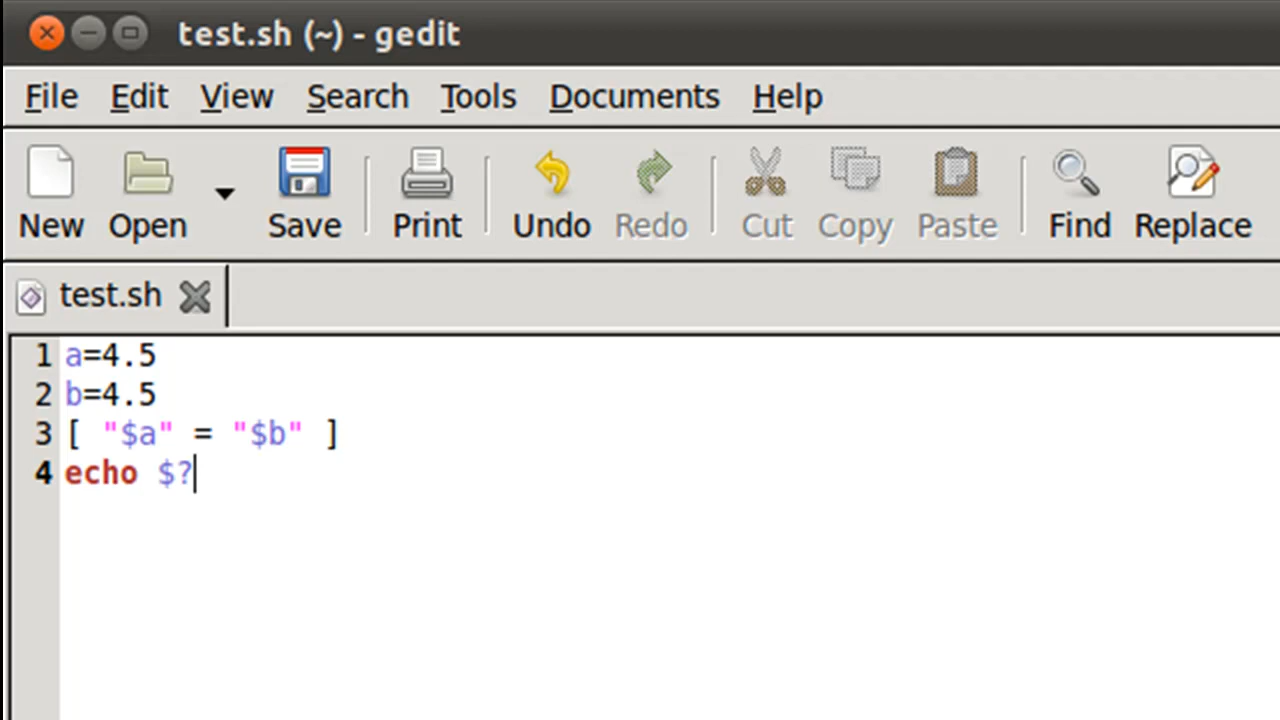 test.sh (~) - gedit
File Edit View Search Tools Documents Help
New Open Save Print Undo Redo Cut Copy Paste Find Replace
test.sh
1 a=4.5
2 b=4.5
3 [ "$a" = "$b" ]
4 echo $?